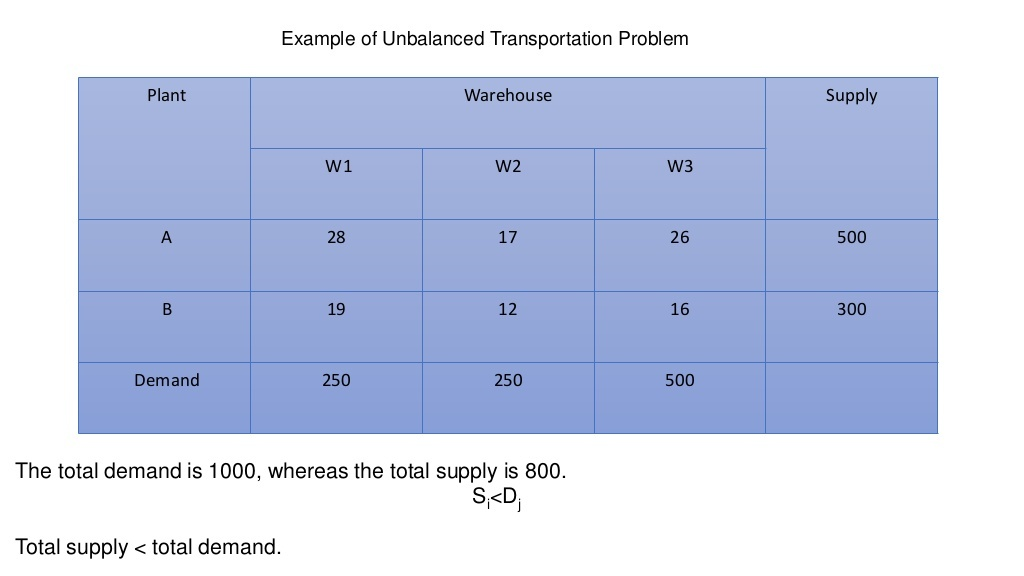 Example of Unbalanced Transportation Problem
Plant Warehouse Supply
W1 W2 W3
A 28 17 26 500
B 19 12 16 300
Demand 250 250 500
The total demand is 1000, whereas the total supply is 800.
Si<Dj
Total supply < total demand.